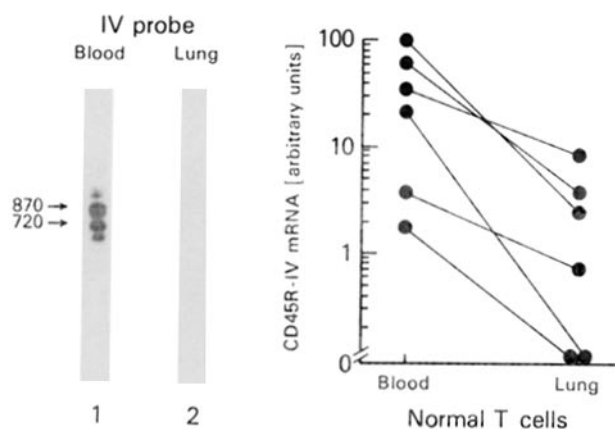 IV probe
Blood Lung
870 →
720 →
1 2
CD45R-IV mRNA [arbitrary units]
100
10
1
0
Blood Lung
Normal T cells